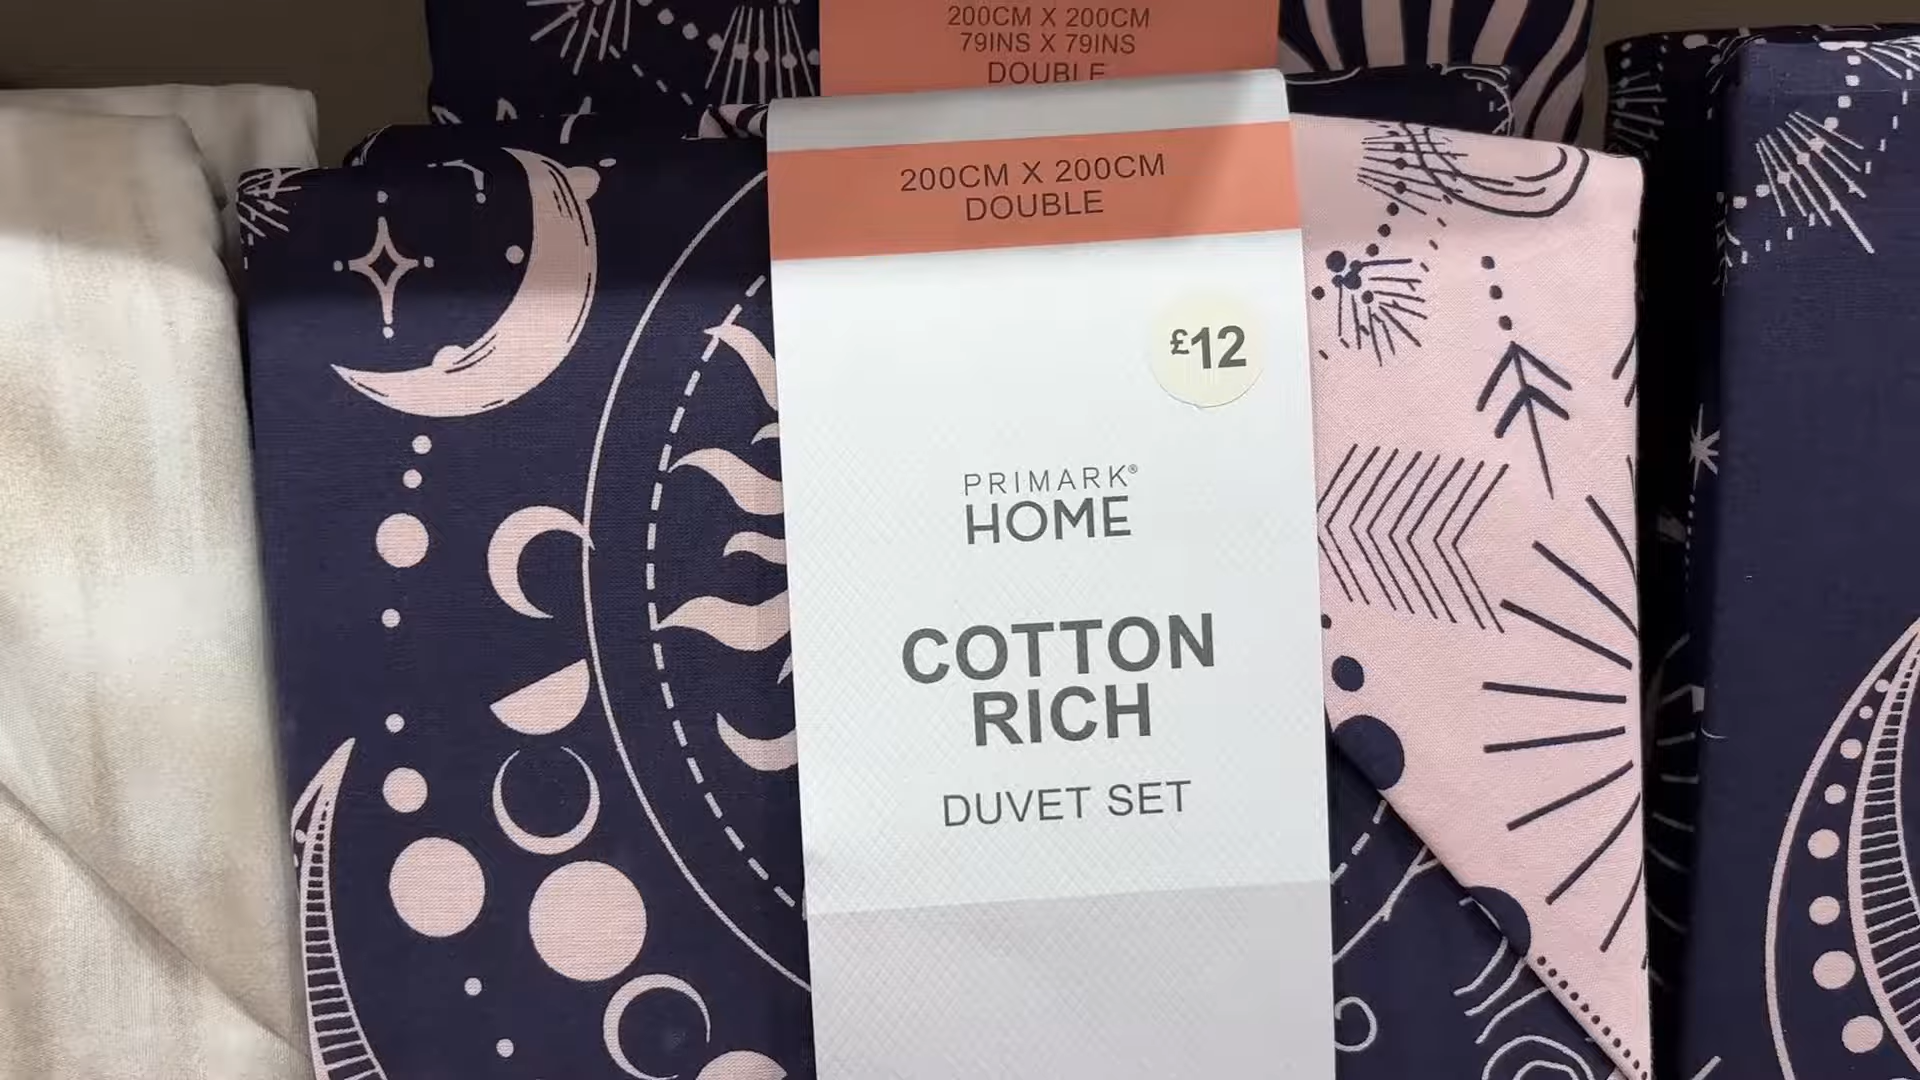 200CM X 200CM
79INS X 79INS
DOUBLE
200CM X 200CM
DOUBLE
£12
PRIMARK®
HOME
COTTON
RICH
DUVET SET